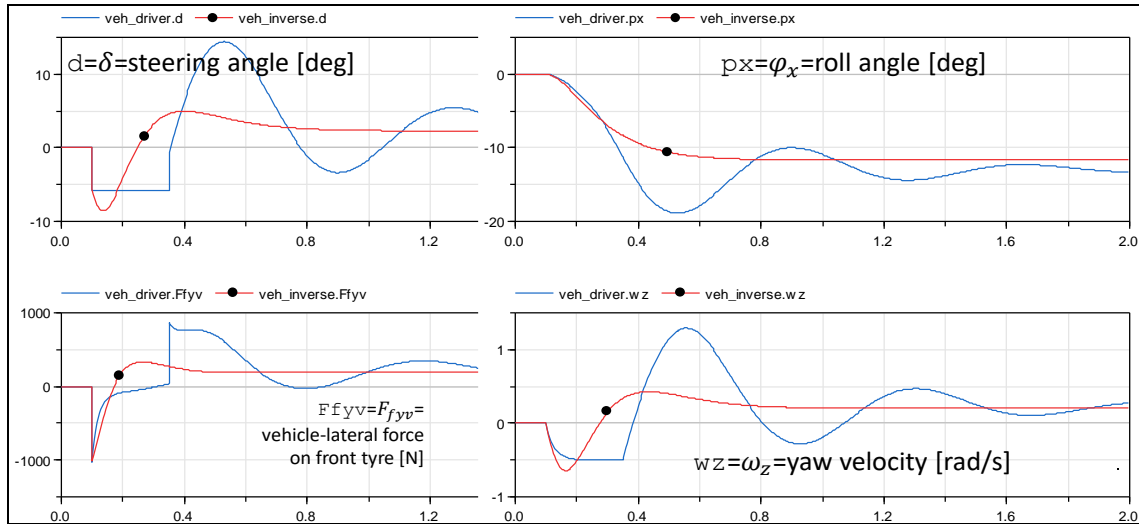 veh_driver.d veh_inverse.d
d=δ=steering angle [deg]
10
0
-10
0.0 0.4 0.8 1.2
veh_driver.px veh_inverse.px
px=φₓ=roll angle [deg]
0
-10
-20
0.0 0.4 0.8 1.2 1.6 2.0
veh_driver.Ffyv veh_inverse.Ffyv
1000
0
-1000
Ffyv=F_fyv=
vehicle-lateral force
on front tyre [N]
0.0 0.4 0.8 1.2
veh_driver.wz veh_inverse.wz
1
0
-1
wz=ω_z=yaw velocity [rad/s]
.
0.0 0.4 0.8 1.2 1.6 2.0